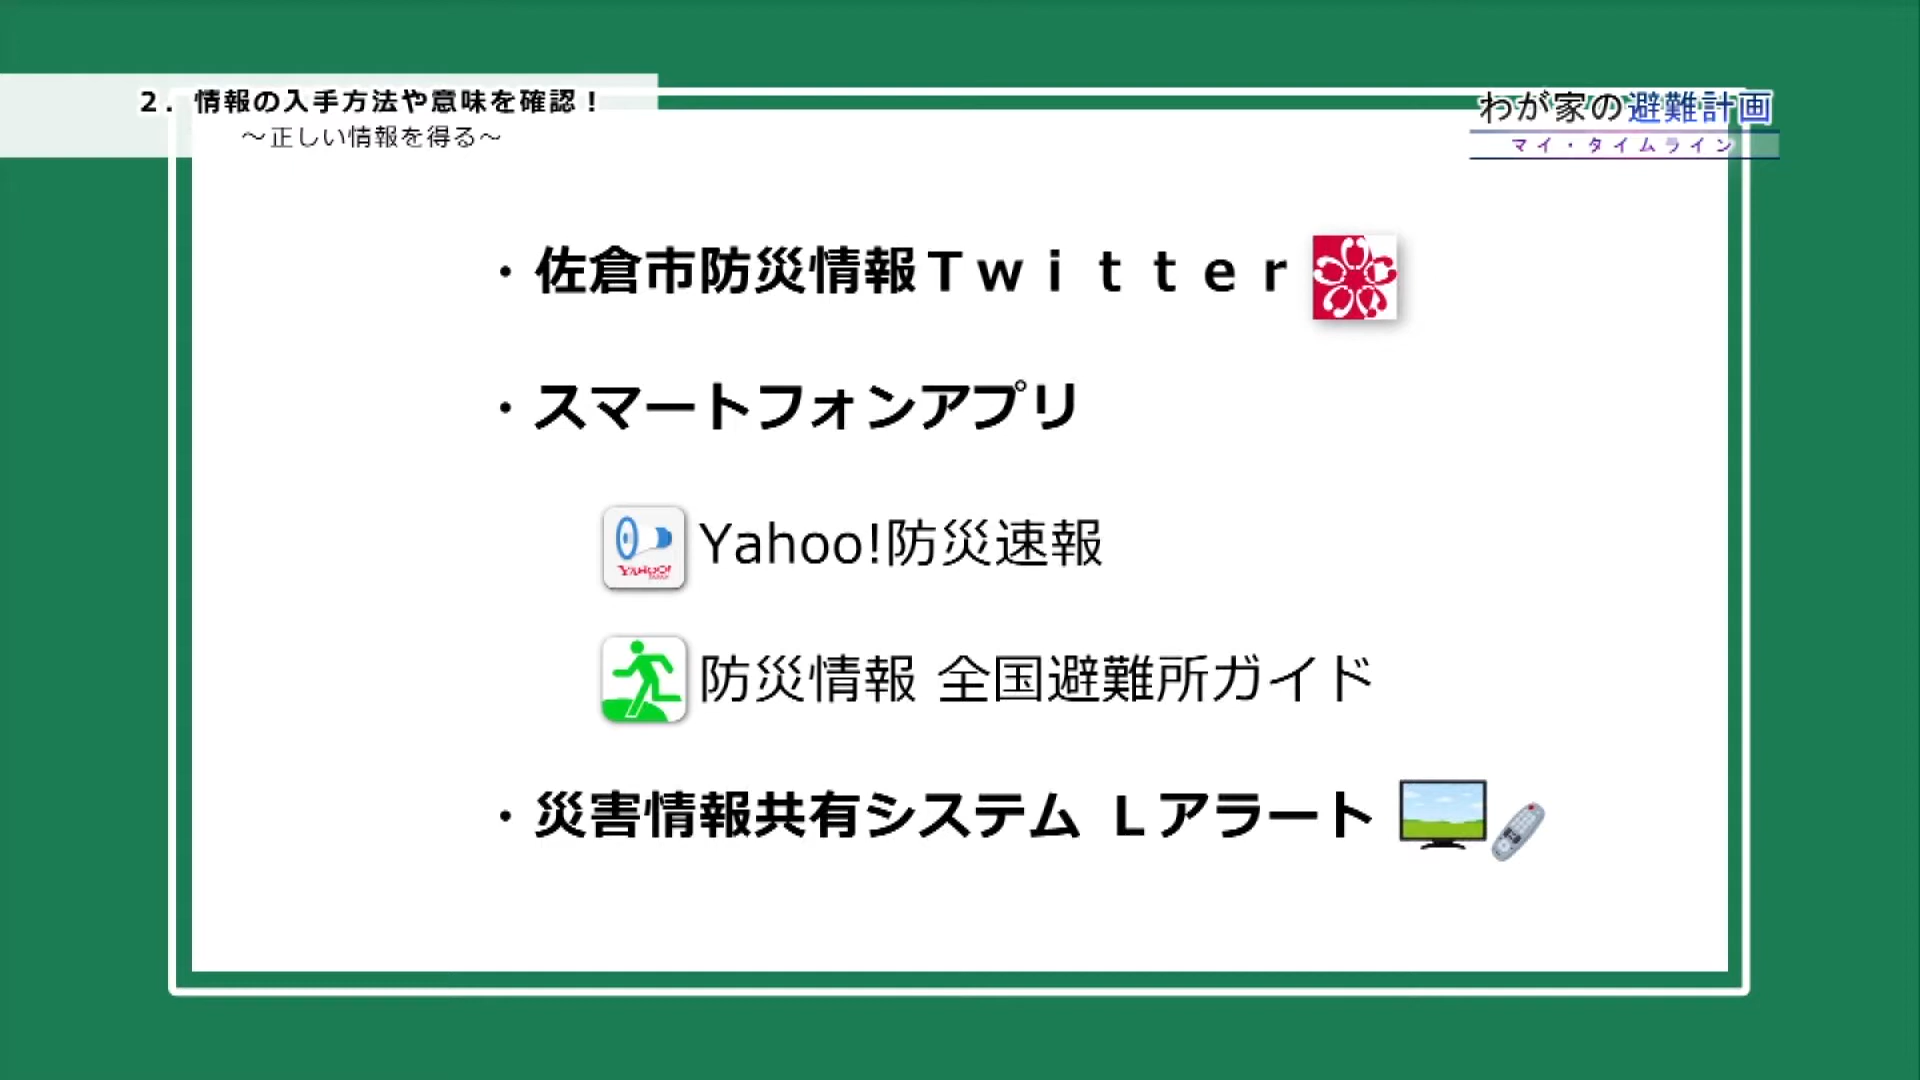 ２．情報の入手方法や意味を確認！
～正しい情報を得る～
わが家の避難計画
マイ・タイムライン
・佐倉市防災情報Ｔｗｉｔｔｅｒ
・スマートフォンアプリ
YAHOO!
JAPAN
Yahoo!防災速報
防災情報 全国避難所ガイド
・災害情報共有システム Ｌアラート